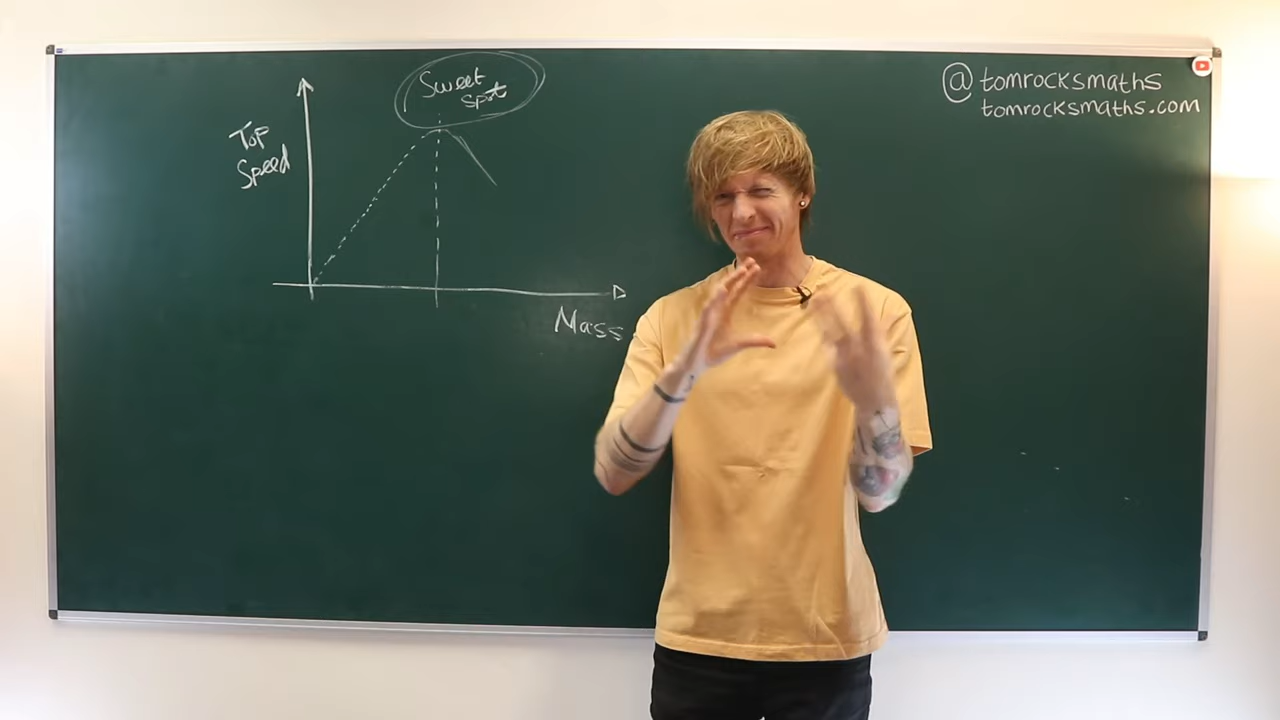 Sweet
spot
Top
Speed
Mass
@tomrocksmaths
tomrocksmaths.com